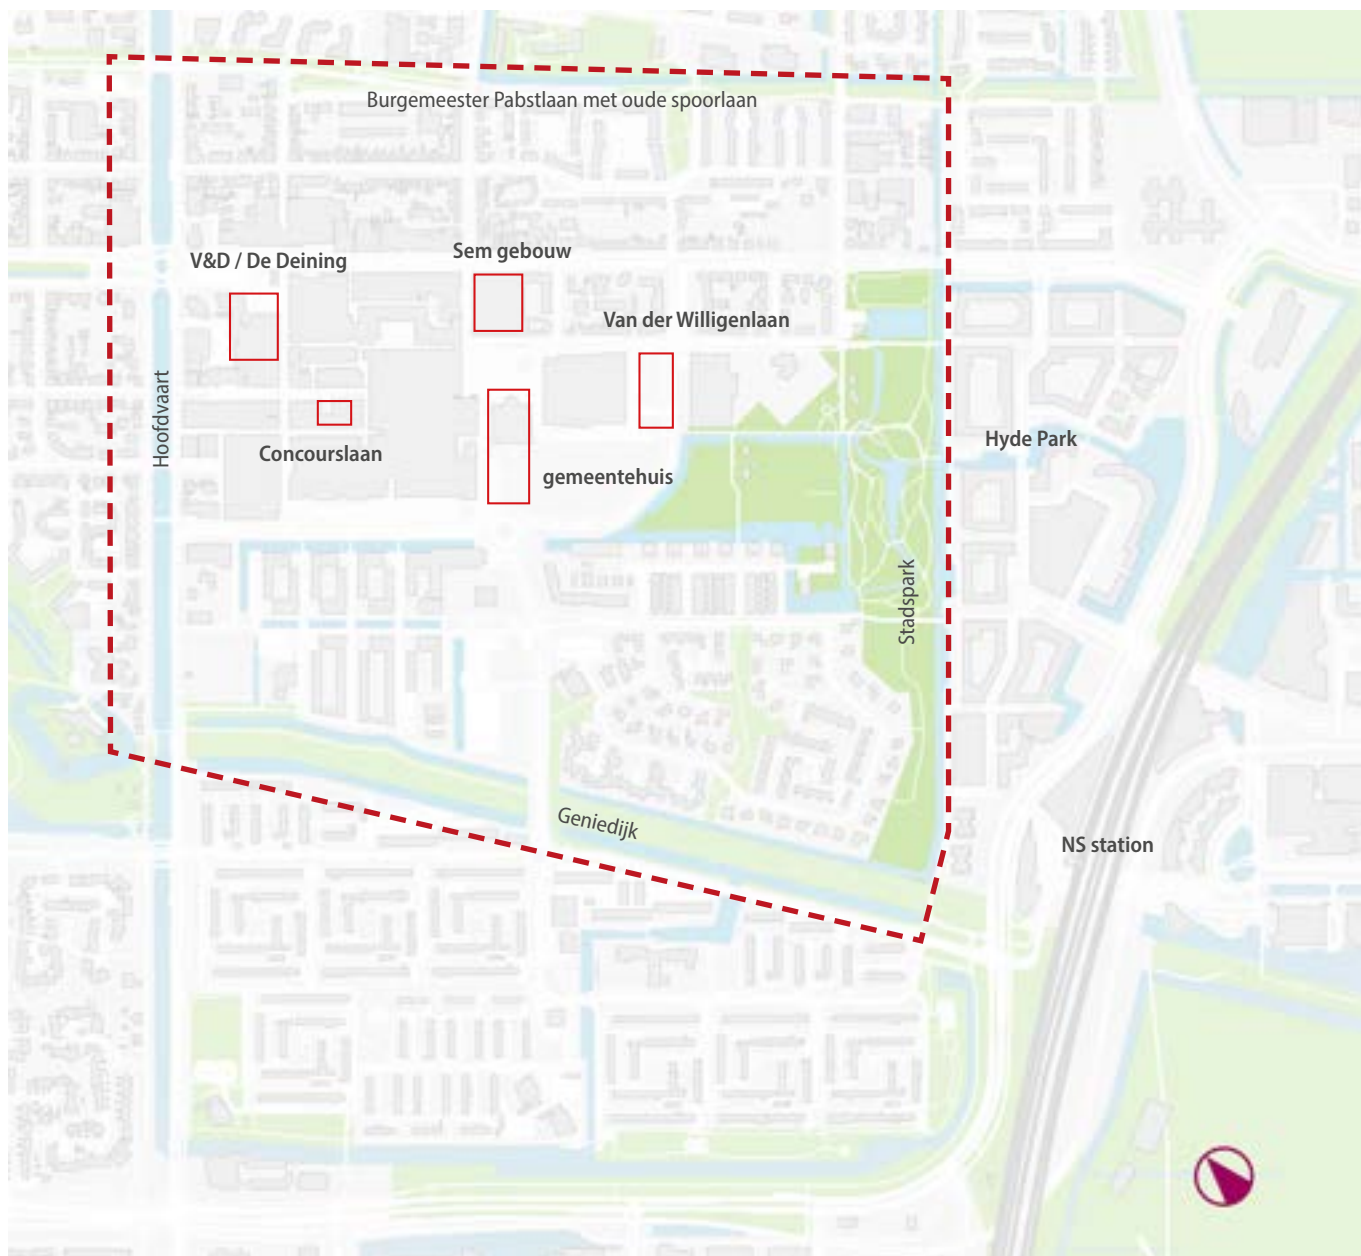 Burgemeester Pabstlaan met oude spoorlaan
Sem gebouw
V&D / De Deining
Van der Willigenlaan
Hoofdvaart
Concourslaan
Hyde Park
gemeentehuis
Stadspark
Geniedijk
NS station